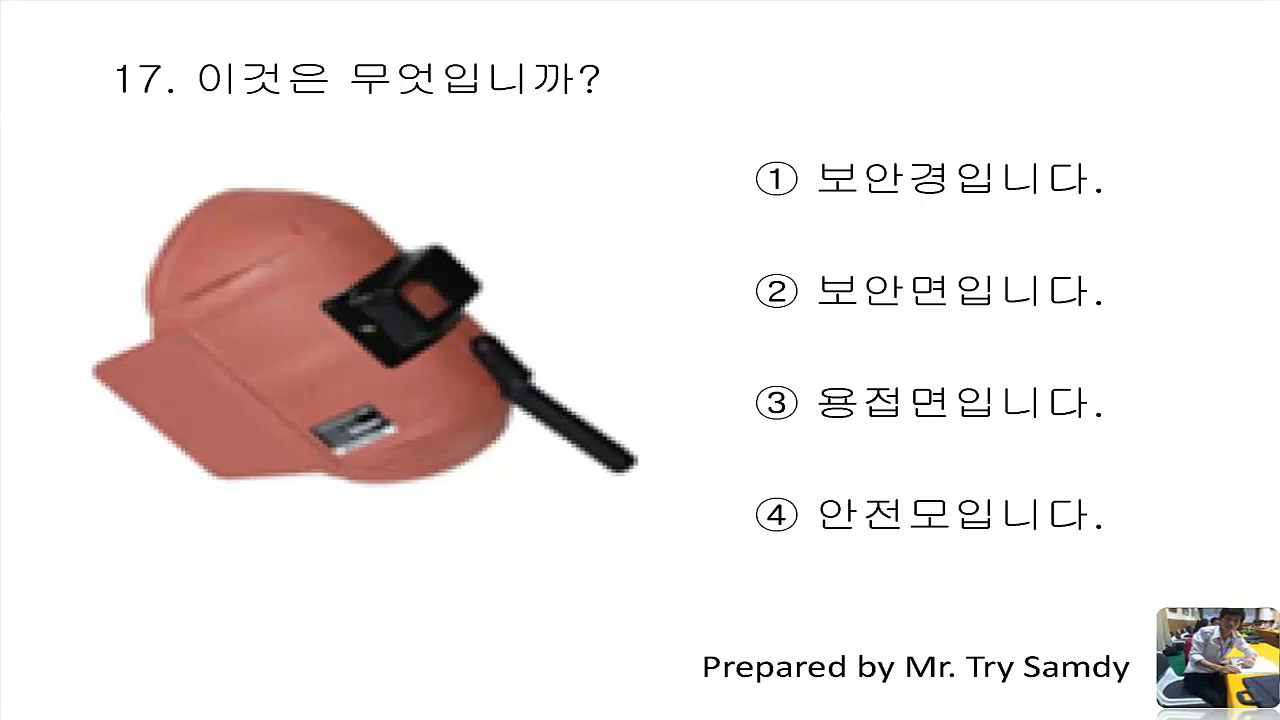 17. 이것은 무엇입니까?
① 보안경입니다.
② 보안면입니다.
③ 용접면입니다.
④ 안전모입니다.
Prepared by Mr. Try Samdy